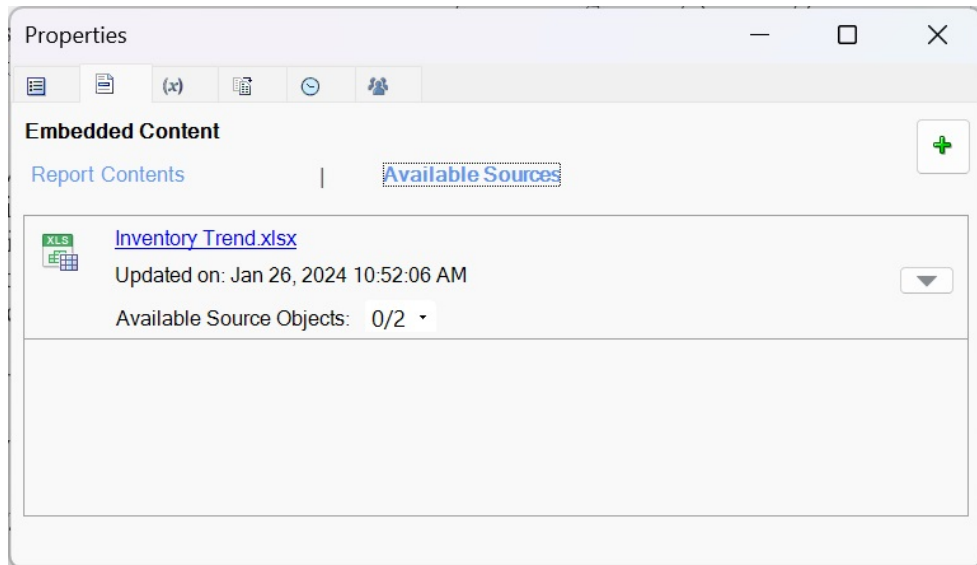 Properties
(x)
Embedded Content
Report Contents | Available Sources
XLS
Inventory Trend.xlsx
Updated on: Jan 26, 2024 10:52:06 AM
Available Source Objects: 0/2